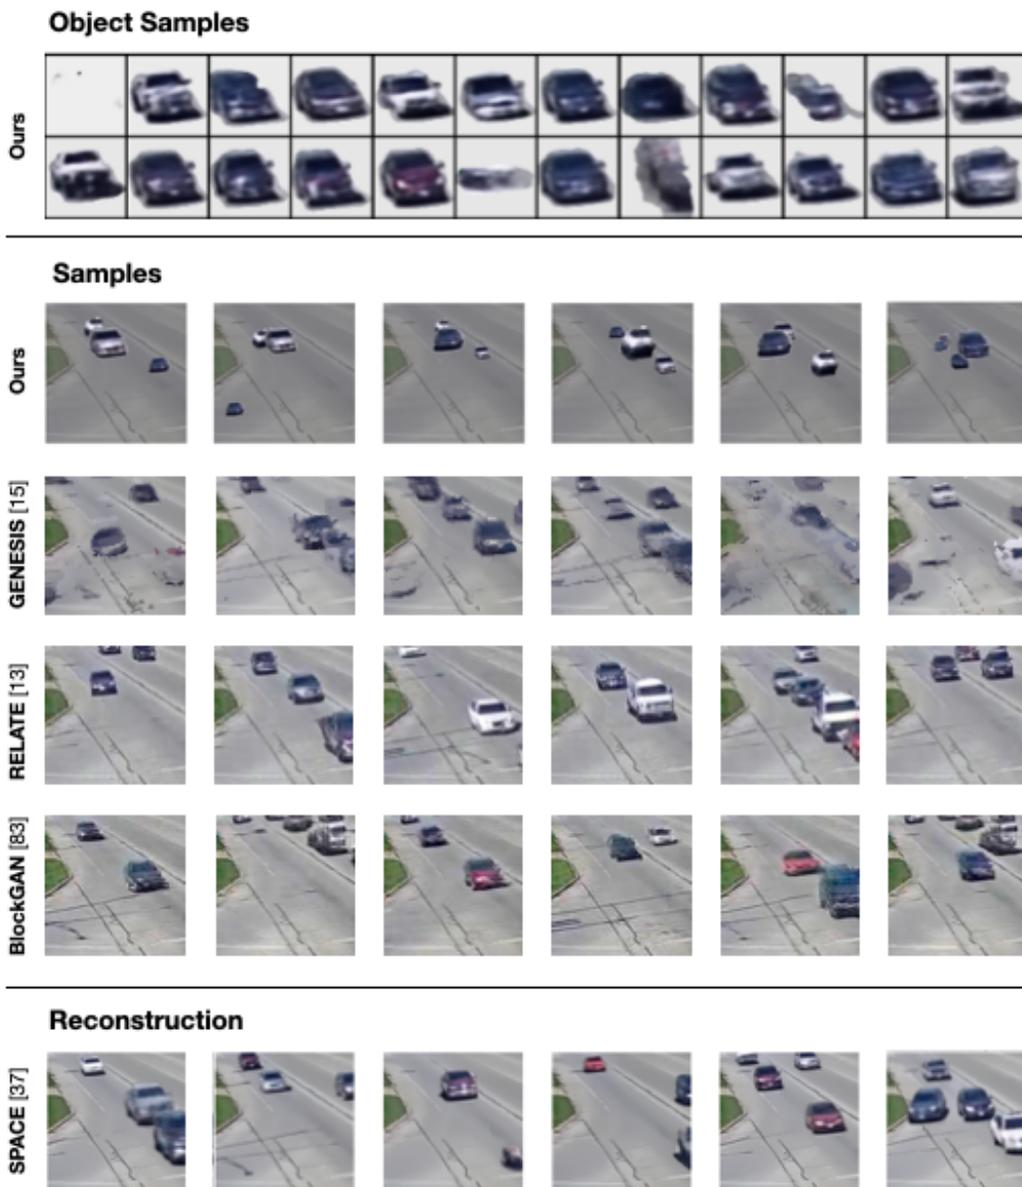 Object Samples
Ours
Samples
Ours
GENESIS [15]
RELATE [13]
BlockGAN [83]
Reconstruction
SPACE [37]